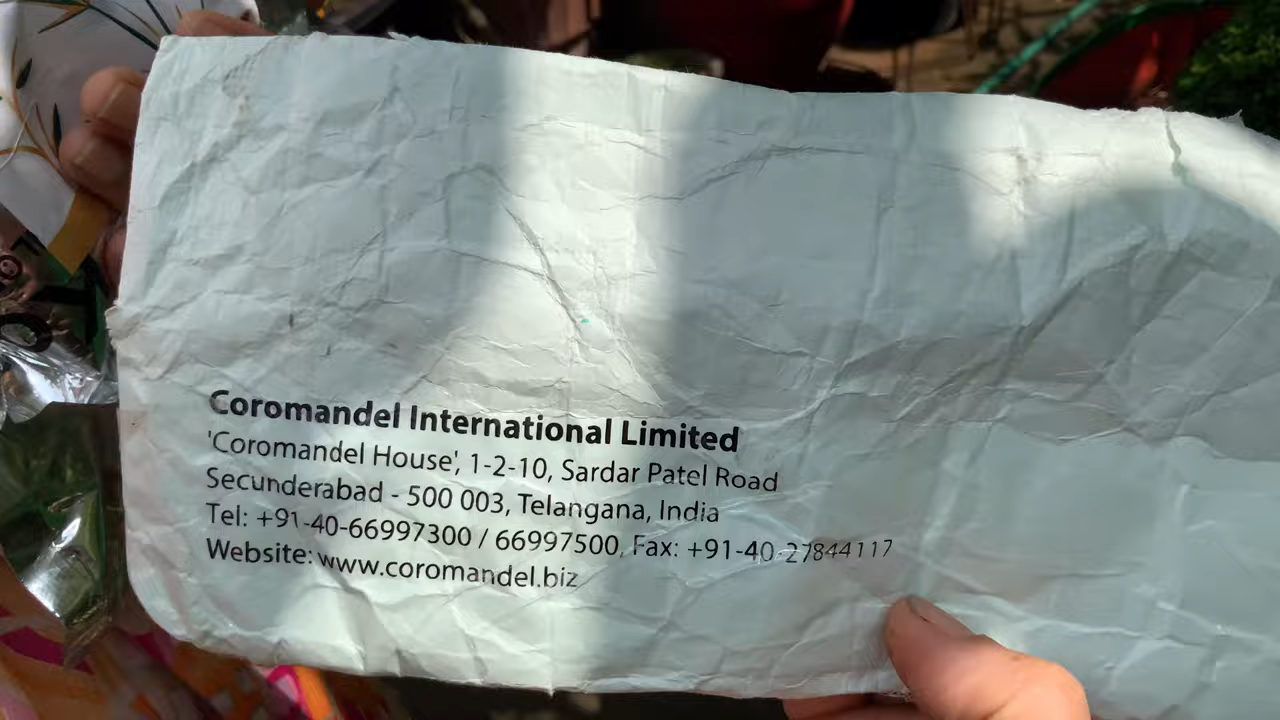 Coromandel International Limited
'Coromandel House', 1-2-10, Sardar Patel Road
Secunderabad - 500 003, Telangana, India
Tel: +91-40-66997300 / 66997500, Fax: +91-40-27844117
Website: www.coromandel.biz